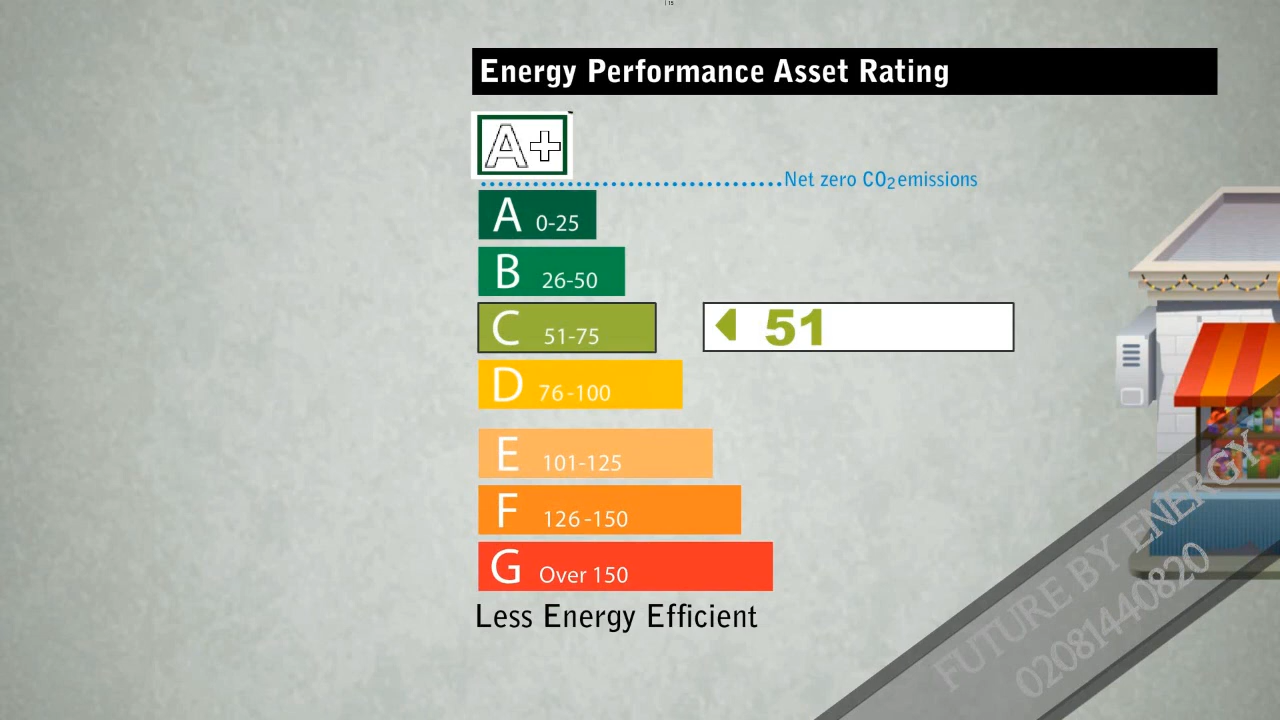 Energy Performance Asset Rating
A+
Net zero CO2 emissions
A 0-25
B 26-50
C 51-75
51
D 76-100
E 101-125
F 126-150
G Over 150
Less Energy Efficient
FUTURE BY ENERGY
02081440820